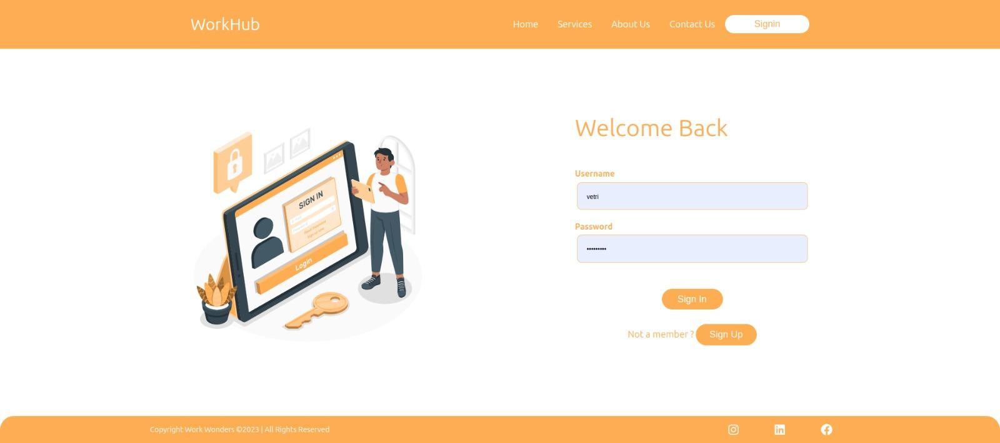 WorkHub
Home Services About Us Contact Us Signin
Welcome Back
Username
vetri
Password
•••••••••
SIGN IN
Login
Sign In
Not a member ? Sign Up
Copyright Work Wonders ©2023 | All Rights Reserved